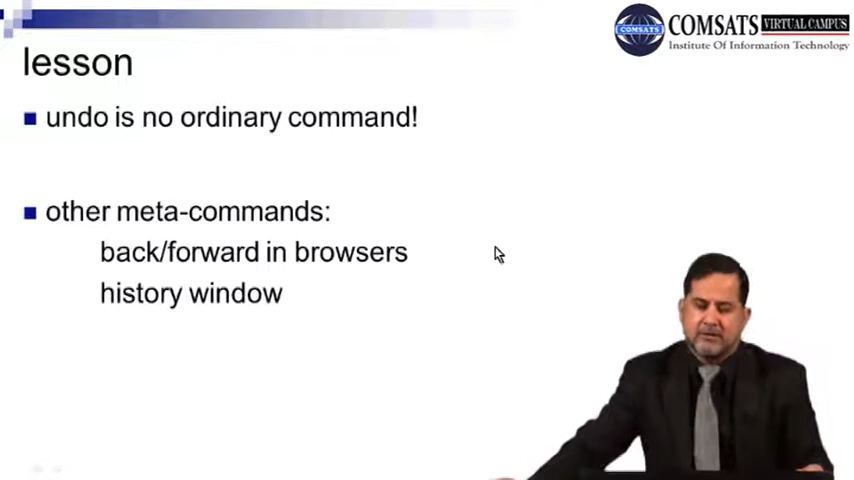 COMSATS VIRTUAL CAMPUS
COMSATS
Institute Of Information Technology
lesson
undo is no ordinary command!
other meta-commands:
back/forward in browsers
history window